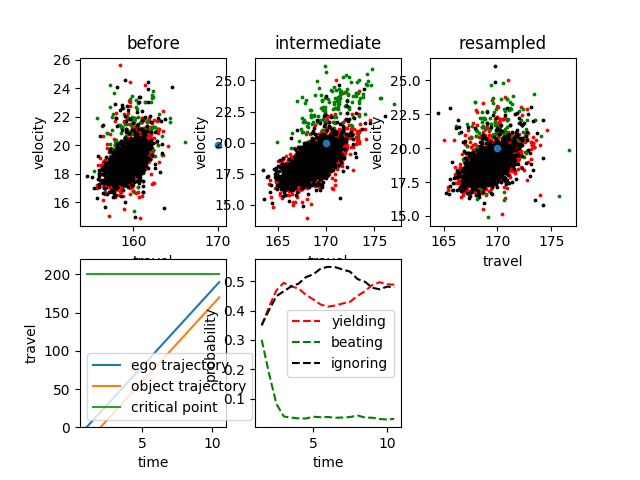 before
intermediate
resampled
26
24
22
20
18
16
velocity
160
170
travel
25.0
22.5
20.0
17.5
15.0
velocity
165
170
175
travel
25.0
22.5
20.0
17.5
15.0
velocity
165
170
175
travel
200
150
100
50
0
travel
ego trajectory
object trajectory
critical point
5
10
time
0.5
0.4
0.3
0.2
0.1
probability
yielding
beating
ignoring
5
10
time